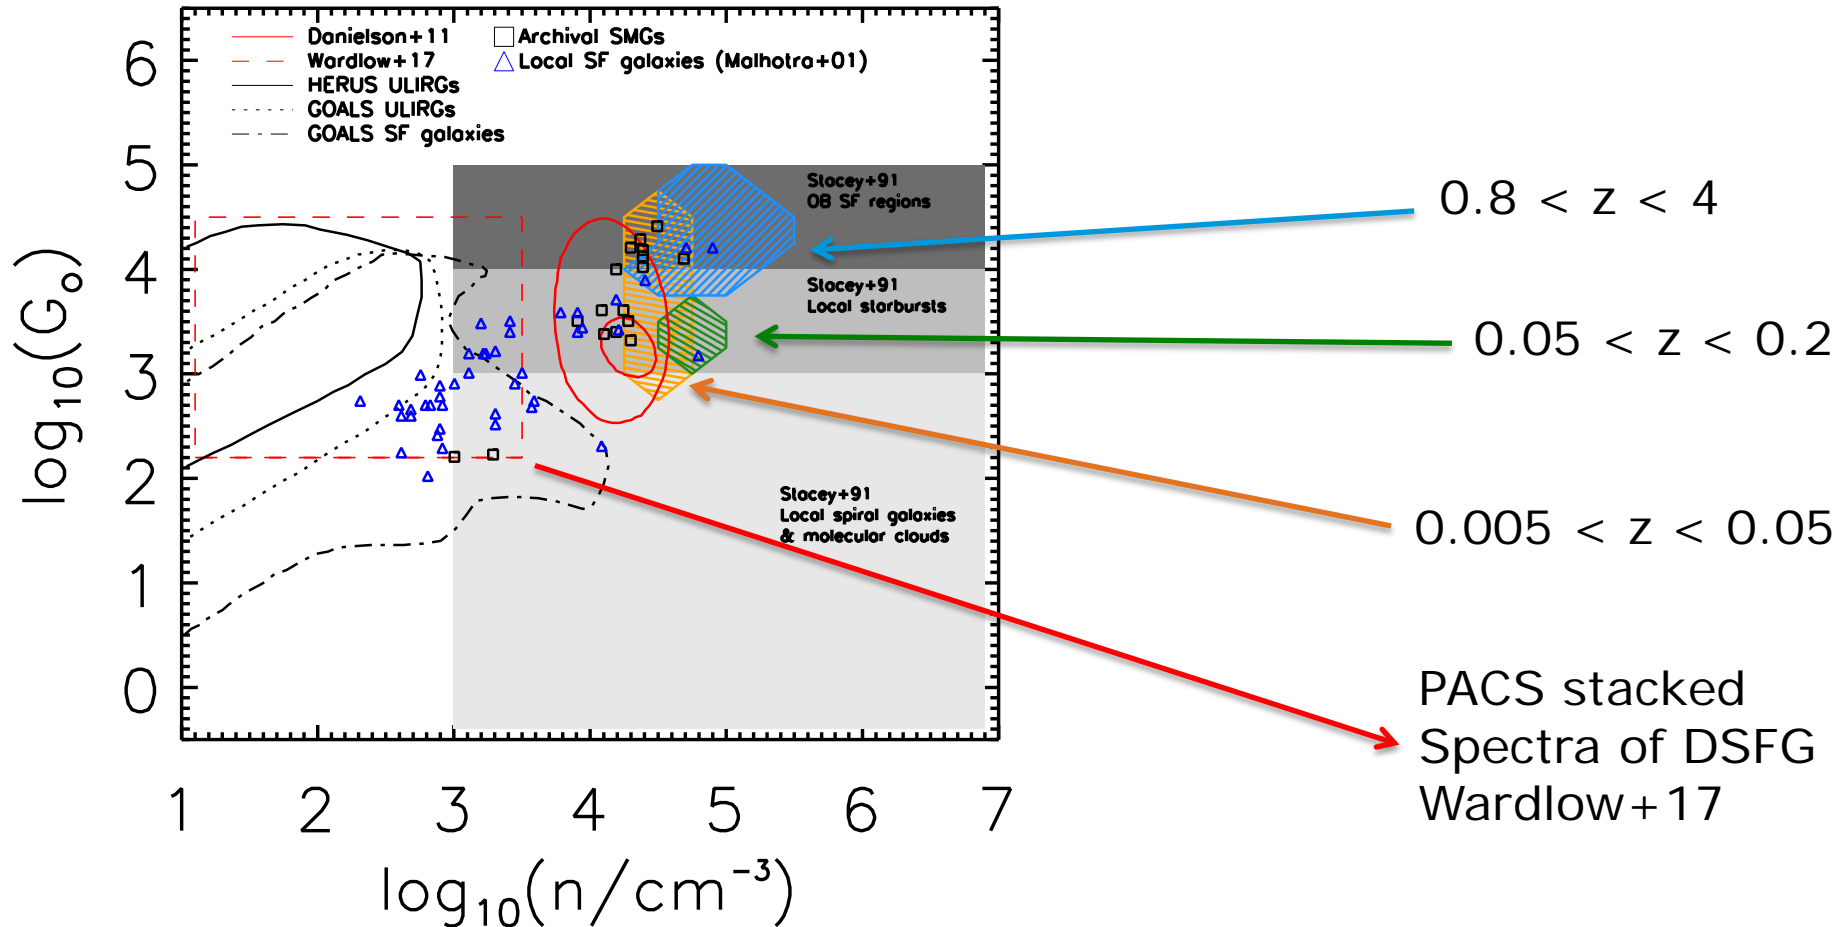 Danielson+11
Wardlow+17
HERUS ULIRGs
GOALS ULIRGs
GOALS SF galaxies
Archival SMGs
Local SF galaxies (Malhotra+01)
6
5
4
3
2
1
0
log₁₀(G₀)
Stacey+91
OB SF regions
Stacey+91
Local starbursts
Stacey+91
Local spiral galaxies
& molecular clouds
1 2 3 4 5 6 7
log₁₀(n/cm⁻³)
0.8 < z < 4
0.05 < z < 0.2
0.005 < z < 0.05
PACS stacked
Spectra of DSFG
Wardlow+17